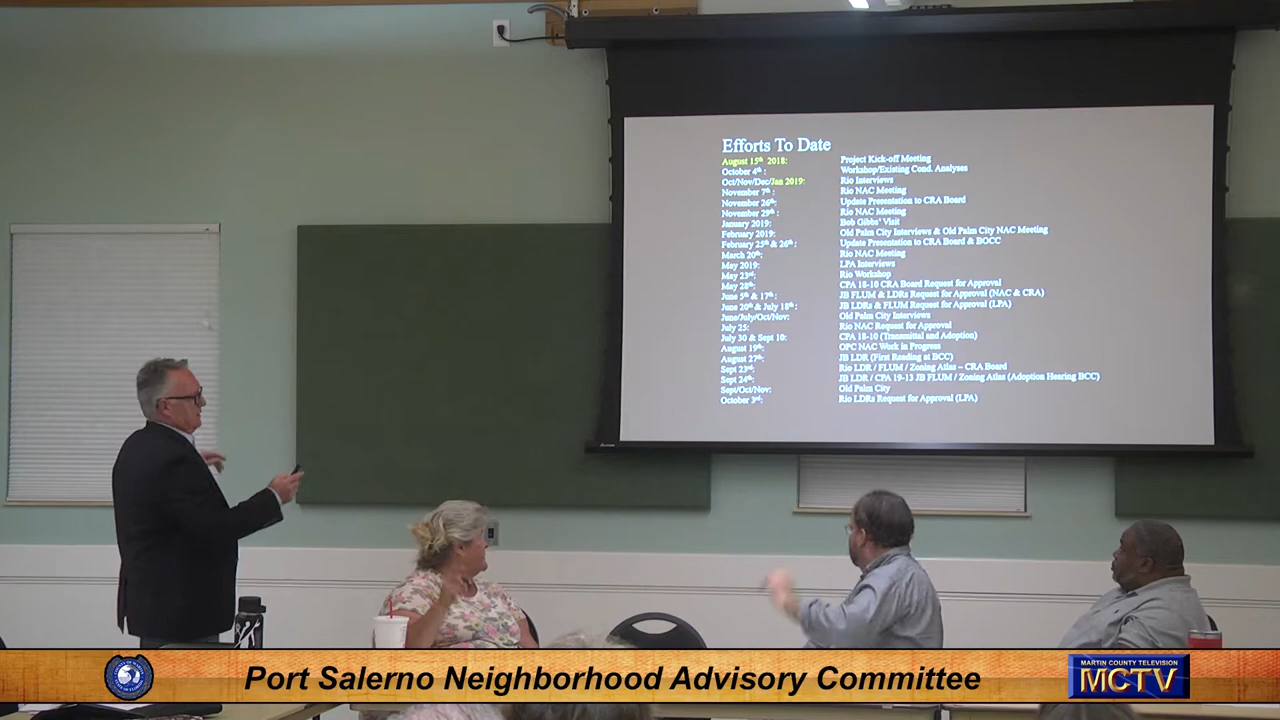 Efforts To Date
August 15th 2018: Project Kick-off Meeting
October 4th : Workshop/Existing Cond. Analyses
Oct/Nov/Dec/Jan 2019: Rio Interviews
November 7th : Rio NAC Meeting
November 26th: Update Presentation to CRA Board
November 29th : Rio NAC Meeting
January 2019: Bob Gibbs' Visit
February 2019: Old Palm City Interviews & Old Palm City NAC Meeting
February 25th & 26th : Update Presentation to CRA Board & BOCC
March 20th: Rio NAC Meeting
May 2019: LPA Interviews
May 23rd: Rio Workshop
May 28th: CPA 18-10 CRA Board Request for Approval
June 5th & 17th : JB FLUM & LDRs Request for Approval (NAC & CRA)
June 20th & July 18th : JB LDRs & FLUM Request for Approval (LPA)
June/July/Oct/Nov: Old Palm City Interviews
July 25: Rio NAC Request for Approval
July 30 & Sept 10: CPA 18-10 (Transmittal and Adoption)
August 19th: OPC NAC Work in Progress
August 27th: JB LDR (First Reading at BCC)
Sept 23rd: Rio LDR / FLUM / Zoning Atlas – CRA Board
Sept 24th: JB LDR / CPA 19-13 JB FLUM / Zoning Atlas (Adoption Hearing BCC)
Sept/Oct/Nov: Old Palm City
October 3rd: Rio LDRs Request for Approval (LPA)
Port Salerno Neighborhood Advisory Committee
MARTIN COUNTY TELEVISION
MCTV